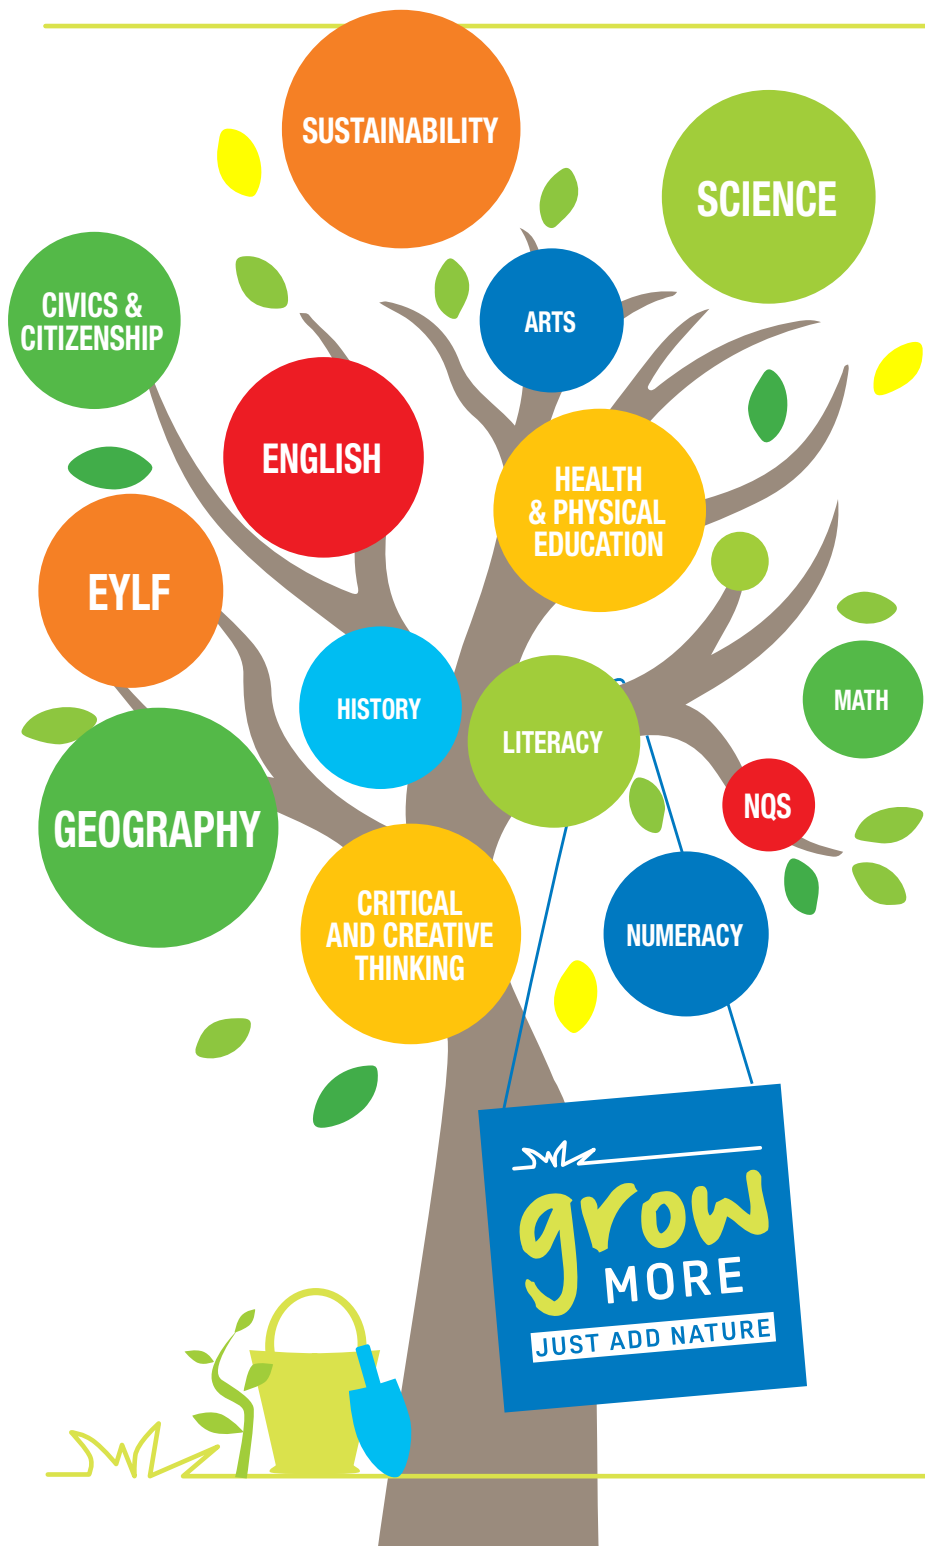 SUSTAINABILITY
SCIENCE
CIVICS &
CITIZENSHIP
ARTS
ENGLISH
HEALTH
& PHYSICAL
EDUCATION
EYLF
HISTORY
LITERACY
MATH
GEOGRAPHY
NQS
CRITICAL
AND CREATIVE
THINKING
NUMERACY
grow
MORE
JUST ADD NATURE